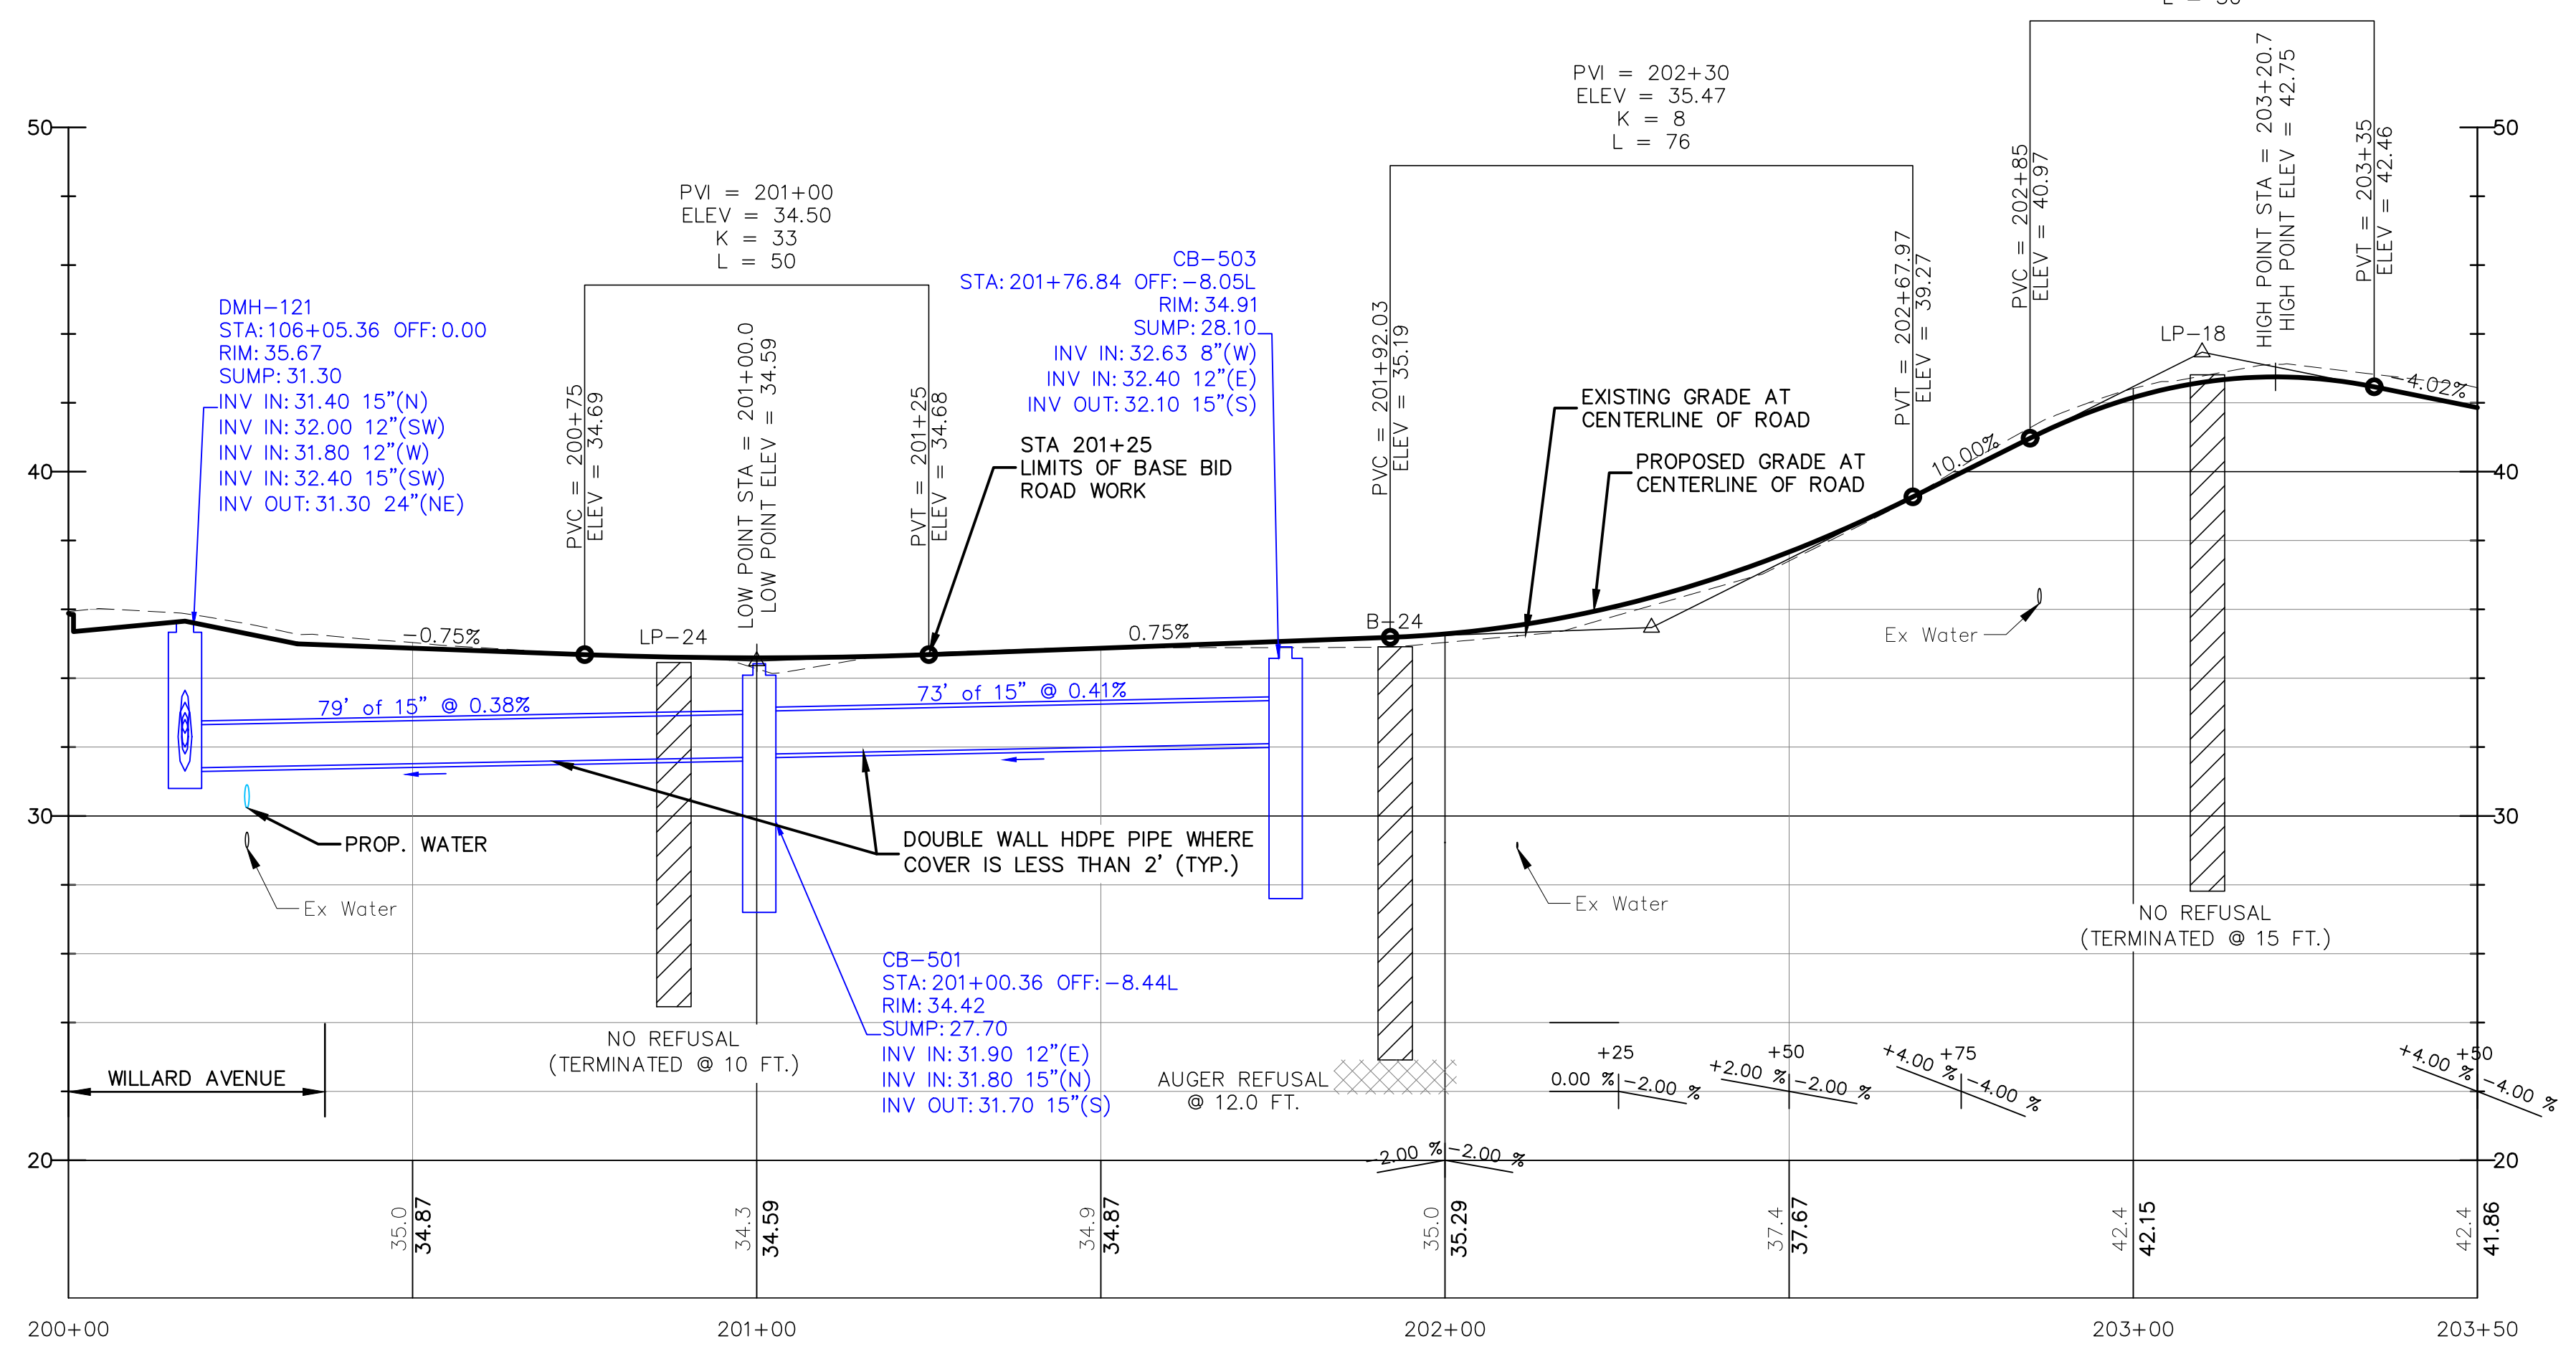 PVI = 202+30
ELEV = 35.47
K = 8
L = 76
PVI = 201+00
ELEV = 34.50
K = 33
L = 50
50
40
30
20
50
40
30
20
DMH-121
STA:106+05.36 OFF:0.00
RIM:35.67
SUMP:31.30
INV IN:31.40 15"(N)
INV IN:32.00 12"(SW)
INV IN:31.80 12"(W)
INV IN:32.40 15"(SW)
INV OUT:31.30 24"(NE)
PVC = 200+75
ELEV = 34.69
LOW POINT STA = 201+00.0
LOW POINT ELEV = 34.59
PVT = 201+25
ELEV = 34.68
CB-503
STA:201+76.84 OFF:-8.05L
RIM:34.91
SUMP:28.10
INV IN:32.63 8"(W)
INV IN:32.40 12"(E)
INV OUT:32.10 15"(S)
STA 201+25
LIMITS OF BASE BID
ROAD WORK
PVC = 201+92.03
ELEV = 35.19
EXISTING GRADE AT
CENTERLINE OF ROAD
PROPOSED GRADE AT
CENTERLINE OF ROAD
PVT = 202+67.97
ELEV = 39.27
PVC = 202+85
ELEV = 40.97
HIGH POINT STA = 203+20.7
HIGH POINT ELEV = 42.75
PVT = 203+35
ELEV = 42.46
LP-18
-4.02%
10.00%
-0.75%
LP-24
0.75%
B-24
79' of 15" @ 0.38%
73' of 15" @ 0.41%
Ex Water
PROP. WATER
Ex Water
DOUBLE WALL HDPE PIPE WHERE
COVER IS LESS THAN 2' (TYP.)
Ex Water
NO REFUSAL
(TERMINATED @ 15 FT.)
CB-501
STA:201+00.36 OFF:-8.44L
RIM:34.42
SUMP:27.70
INV IN:31.90 12"(E)
INV IN:31.80 15"(N)
INV OUT:31.70 15"(S)
NO REFUSAL
(TERMINATED @ 10 FT.)
WILLARD AVENUE
AUGER REFUSAL
@ 12.0 FT.
+25
0.00 % -2.00 %
+50
+2.00 % -2.00 %
+75
+4.00 % -4.00 %
+50
+4.00 % -4.00 %
-2.00 % -2.00 %
35.0
34.87
34.3
34.59
34.9
34.87
35.0
35.29
37.4
37.67
42.4
42.15
42.4
41.86
200+00
201+00
202+00
203+00
203+50